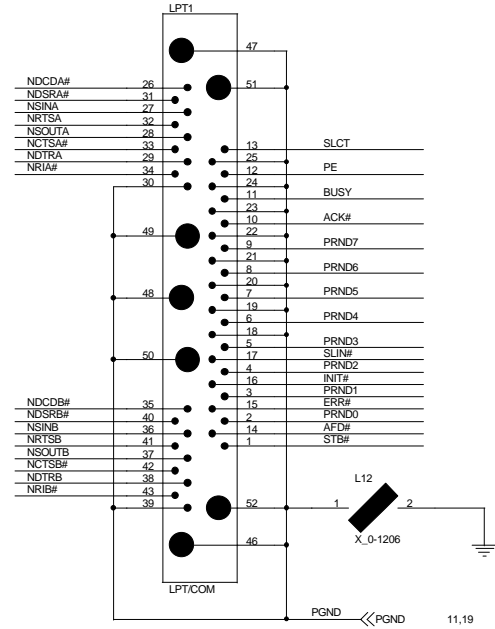 LPT1
47
NDCDA# 26 51
NDSRA# 31
NSINA 27
NRTSA 32
NSOUTA 28
NCTSA# 33 13 SLCT
NDTRA 29 25
NRIA# 34 12 PE
30 24
11 BUSY
23
10 ACK#
49 22
9 PRND7
21
8 PRND6
20
48 7 PRND5
19
6 PRND4
18
5 PRND3
50 17 SLIN#
4 PRND2
16 INIT#
3 PRND1
NDCDB# 35 15 ERR#
NDSRB# 40 2 PRND0
NSINB 36 14 AFD#
NRTSB 41 1 STB#
NSOUTB 37
NCTSB# 42
NDTRB 38 L12
NRIB# 43
39 52 1 2
X_0-1206
46
LPT/COM
PGND PGND 11,19